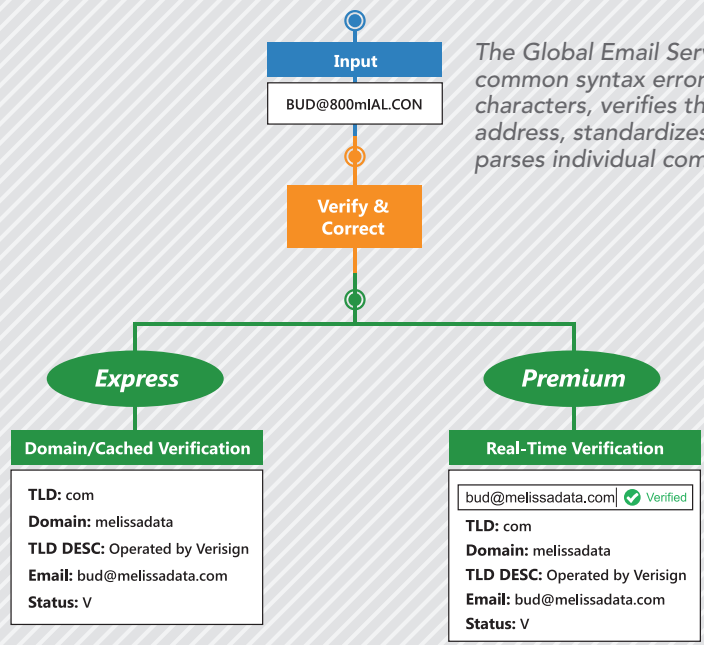 Input
BUD@800mIAL.CON
The Global Email Serv
common syntax error
characters, verifies th
address, standardizes
parses individual com
Verify &
Correct
Express
Premium
Domain/Cached Verification
TLD: com
Domain: melissadata
TLD DESC: Operated by Verisign
Email: bud@melissadata.com
Status: V
Real-Time Verification
bud@melissadata.com Verified
TLD: com
Domain: melissadata
TLD DESC: Operated by Verisign
Email: bud@melissadata.com
Status: V